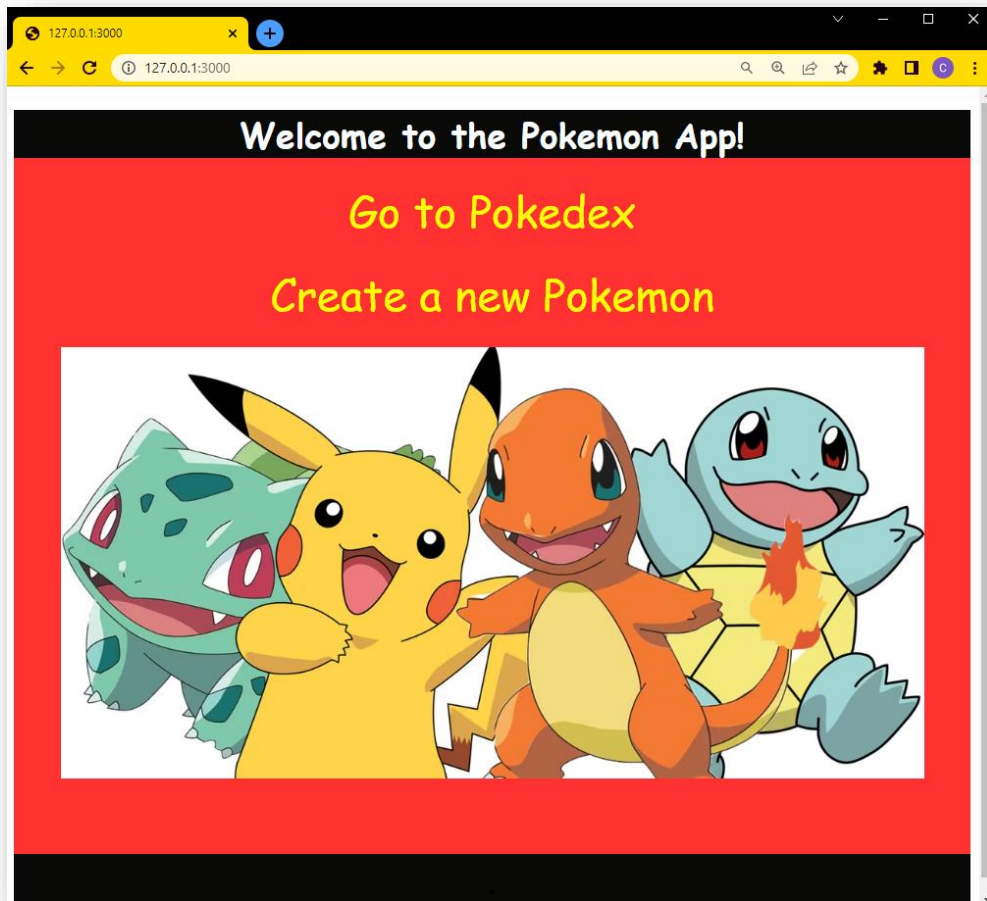 127.0.0.1:3000
127.0.0.1:3000
C
Welcome to the Pokemon App!
Go to Pokedex
Create a new Pokemon